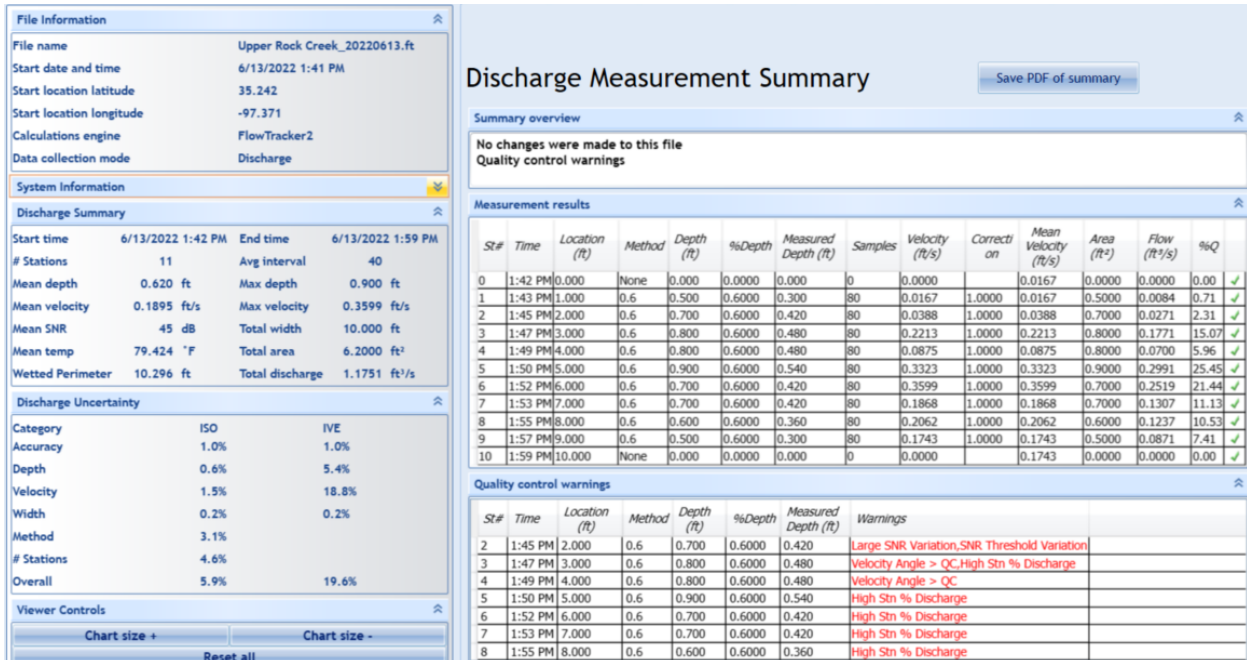 File Information
File name Upper Rock Creek_20220613.ft
Start date and time 6/13/2022 1:41 PM
Start location latitude 35.242
Start location longitude -97.371
Calculations engine FlowTracker2
Data collection mode Discharge
System Information
Discharge Summary
Start time 6/13/2022 1:42 PM End time 6/13/2022 1:59 PM
# Stations 11 Avg interval 40
Mean depth 0.620 ft Max depth 0.900 ft
Mean velocity 0.1895 ft/s Max velocity 0.3599 ft/s
Mean SNR 45 dB Total width 10.000 ft
Mean temp 79.424 °F Total area 6.2000 ft²
Wetted Perimeter 10.296 ft Total discharge 1.1751 ft³/s
Discharge Uncertainty
Category ISO IVE
Accuracy 1.0% 1.0%
Depth 0.6% 5.4%
Velocity 1.5% 18.8%
Width 0.2% 0.2%
Method 3.1%
# Stations 4.6%
Overall 5.9% 19.6%
Viewer Controls
Chart size + Chart size -
Reset all
Discharge Measurement Summary
Save PDF of summary
Summary overview
No changes were made to this file
Quality control warnings
Measurement results
St# Time Location (ft) Method Depth (ft) %Depth Measured Depth (ft) Samples Velocity (ft/s) Correcti on Mean Velocity (ft/s) Area (ft²) Flow (ft³/s) %Q
0 1:42 PM 0.000 None 0.000 0.000 0.000 0 0.0000 0.0167 0.0000 0.0000 0.00
1 1:43 PM 1.000 0.6 0.500 0.6000 0.300 80 0.0167 1.0000 0.0167 0.5000 0.0084 0.71
2 1:45 PM 2.000 0.6 0.700 0.6000 0.420 80 0.0388 1.0000 0.0388 0.7000 0.0271 2.31
3 1:47 PM 3.000 0.6 0.800 0.6000 0.480 80 0.2213 1.0000 0.2213 0.8000 0.1771 15.07
4 1:49 PM 4.000 0.6 0.800 0.6000 0.480 80 0.0875 1.0000 0.0875 0.8000 0.0700 5.96
5 1:50 PM 5.000 0.6 0.900 0.6000 0.540 80 0.3323 1.0000 0.3323 0.9000 0.2991 25.45
6 1:52 PM 6.000 0.6 0.700 0.6000 0.420 80 0.3599 1.0000 0.3599 0.7000 0.2519 21.44
7 1:53 PM 7.000 0.6 0.700 0.6000 0.420 80 0.1868 1.0000 0.1868 0.7000 0.1307 11.13
8 1:55 PM 8.000 0.6 0.600 0.6000 0.360 80 0.2062 1.0000 0.2062 0.6000 0.1237 10.53
9 1:57 PM 9.000 0.6 0.500 0.6000 0.300 80 0.1743 1.0000 0.1743 0.5000 0.0871 7.41
10 1:59 PM 10.000 None 0.000 0.000 0.000 0 0.0000 0.1743 0.0000 0.0000 0.00
Quality control warnings
St# Time Location (ft) Method Depth (ft) %Depth Measured Depth (ft) Warnings
2 1:45 PM 2.000 0.6 0.700 0.6000 0.420 Large SNR Variation,SNR Threshold Variation
3 1:47 PM 3.000 0.6 0.800 0.6000 0.480 Velocity Angle > QC,High Stn % Discharge
4 1:49 PM 4.000 0.6 0.800 0.6000 0.480 Velocity Angle > QC
5 1:50 PM 5.000 0.6 0.900 0.6000 0.540 High Stn % Discharge
6 1:52 PM 6.000 0.6 0.700 0.6000 0.420 High Stn % Discharge
7 1:53 PM 7.000 0.6 0.700 0.6000 0.420 High Stn % Discharge
8 1:55 PM 8.000 0.6 0.600 0.6000 0.360 High Stn % Discharge